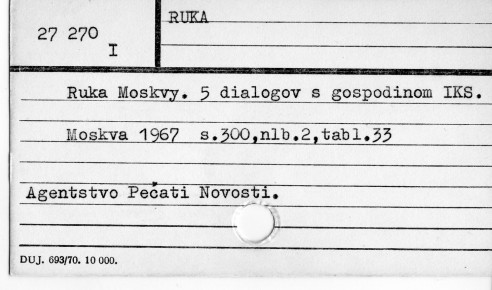 27 270
I
RUKA
Ruka Moskvy. 5 dialogov s gospodinom IKS.
Moskva 1967 s.300,nlb.2,tabl.33
Agentstvo Pečati Novosti.
DUJ. 693/70. 10 000.